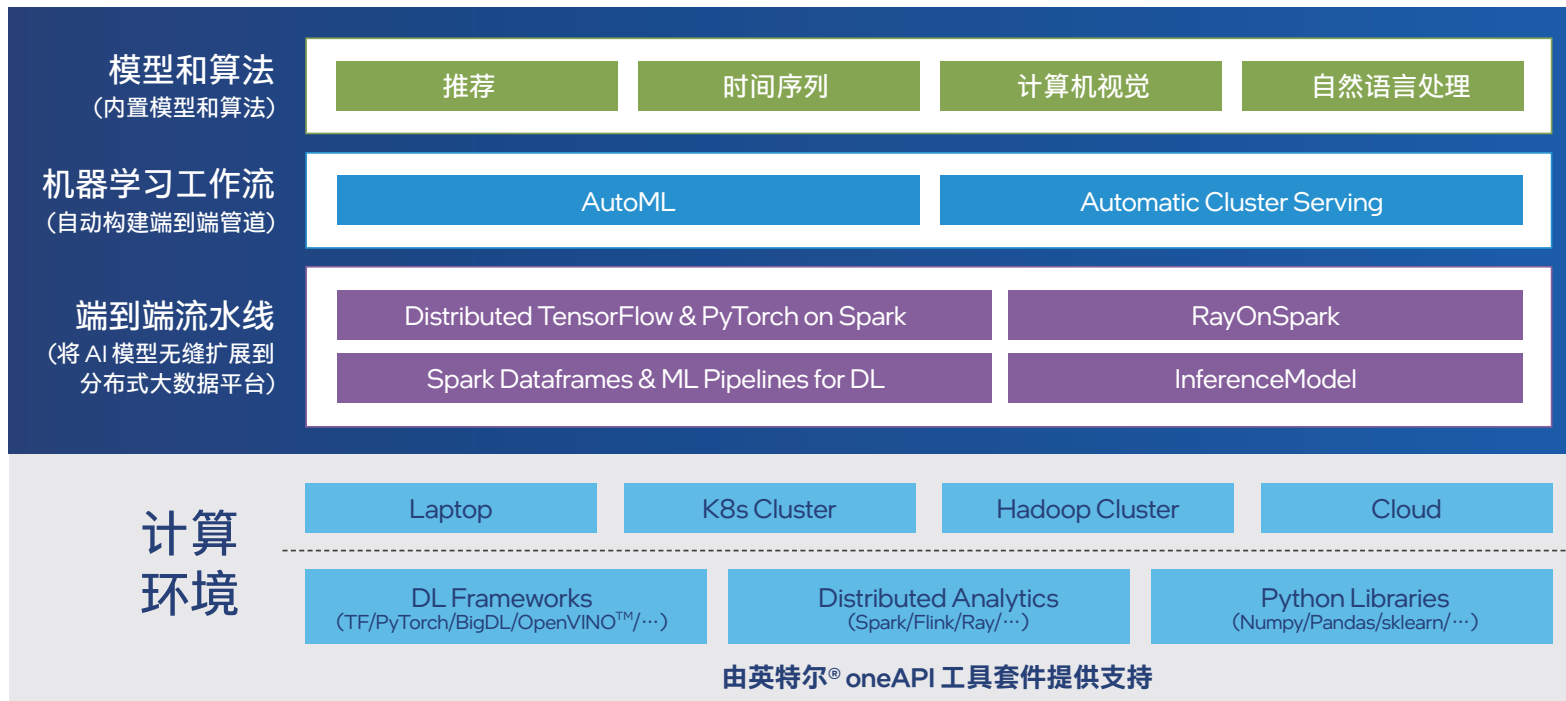 模型和算法
(内置模型和算法)
推荐
时间序列
计算机视觉
自然语言处理
机器学习工作流
(自动构建端到端管道)
AutoML
Automatic Cluster Serving
端到端流水线
(将 AI 模型无缝扩展到
分布式大数据平台)
Distributed TensorFlow & PyTorch on Spark
RayOnSpark
Spark Dataframes & ML Pipelines for DL
InferenceModel
计算
环境
Laptop
K8s Cluster
Hadoop Cluster
Cloud
DL Frameworks
(TF/PyTorch/BigDL/OpenVINO™/…)
Distributed Analytics
(Spark/Flink/Ray/…)
Python Libraries
(Numpy/Pandas/sklearn/…)
由英特尔® oneAPI 工具套件提供支持